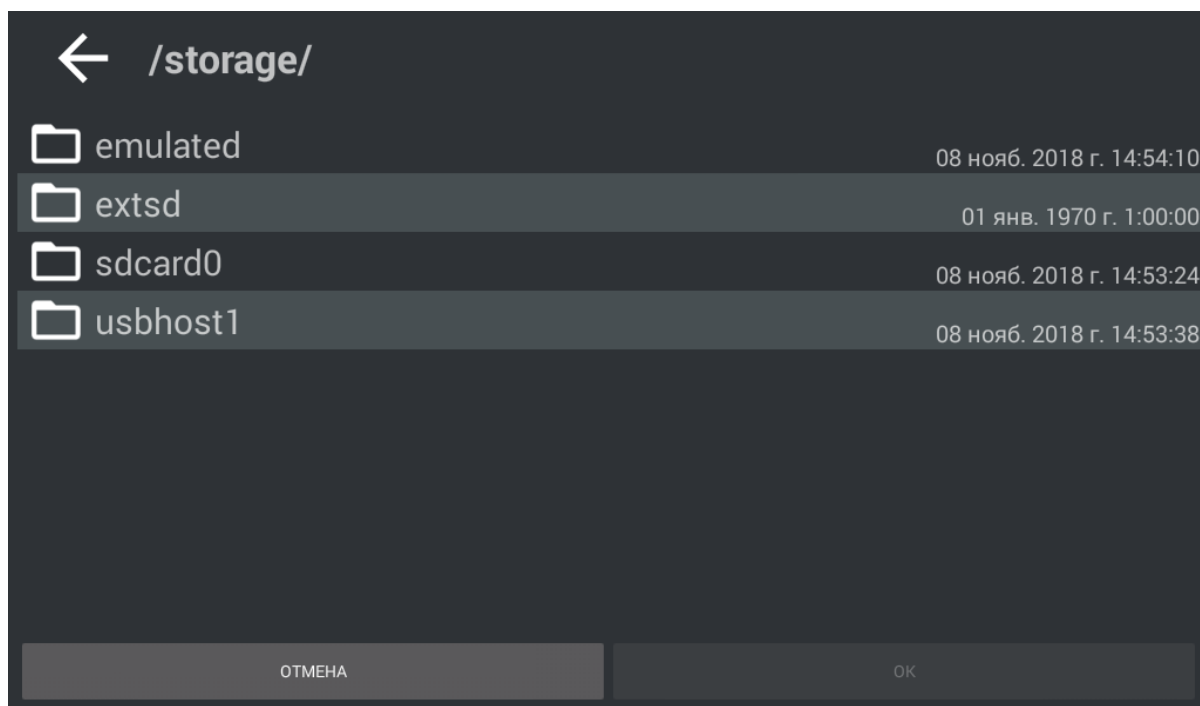 /storage/
emulated
08 нояб. 2018 г. 14:54:10
extsd
01 янв. 1970 г. 1:00:00
sdcard0
08 нояб. 2018 г. 14:53:24
usbhost1
08 нояб. 2018 г. 14:53:38
ОТМЕНА
ОК